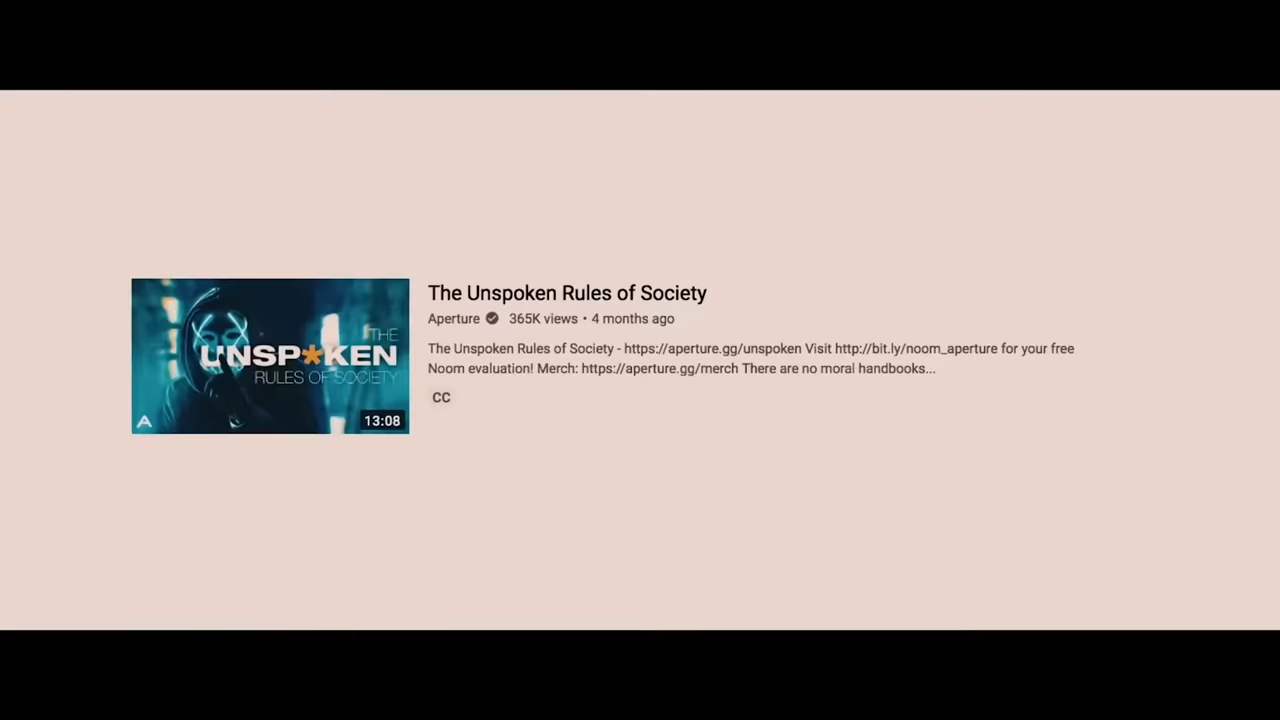 The Unspoken Rules of Society
Aperture 365K views • 4 months ago
The Unspoken Rules of Society - https://aperture.gg/unspoken Visit http://bit.ly/noom_aperture for your free
Noom evaluation! Merch: https://aperture.gg/merch There are no moral handbooks...
CC
THE
UNSP*KEN
RULES OF SOCIETY
A
13:08